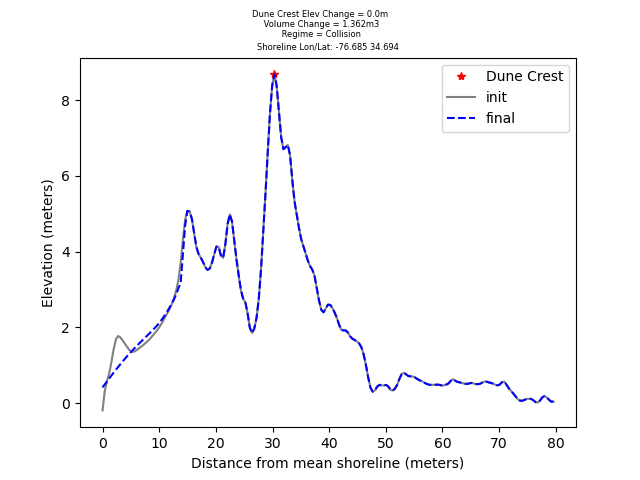 Dune Crest Elev Change = 0.0m
Volume Change = 1.362m3
Regime = Collision
Shoreline Lon/Lat: -76.685 34.694
Dune Crest
init
final
8
6
4
2
0
Elevation (meters)
0 10 20 30 40 50 60 70 80
Distance from mean shoreline (meters)